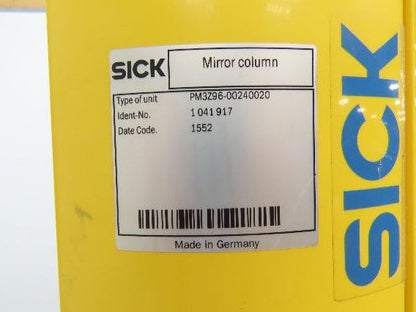 SICK
Mirror column
Type of unit PM3Z96-00240020
Ident-No. 1 041 917
Date Code. 1552
Made in Germany
SICK